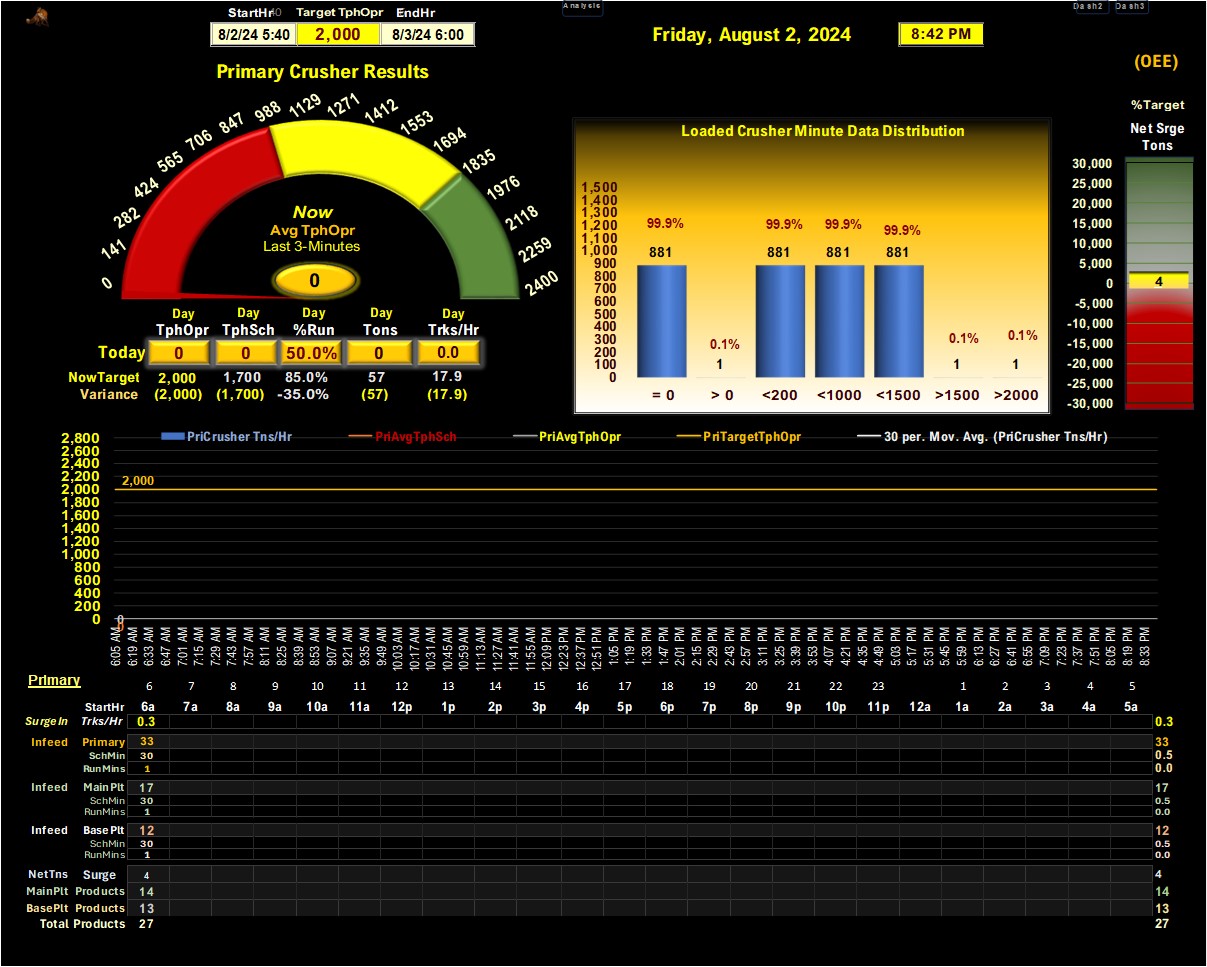 Analysis
Dash2 Dash3
StartHr Target TphOpr EndHr
8/2/24 5:40 2,000 8/3/24 6:00
Friday, August 2, 2024 8:42 PM
(OEE)
Primary Crusher Results
%Target
Net Srge
Tons
0 141 282 424 565 706 847 988 1129 1271 1412 1553 1694 1835 1976 2118 2259 2400
Now
Avg TphOpr
Last 3-Minutes
0
Day Day Day Day Day
TphOpr TphSch %Run Tons Trks/Hr
Today 0 0 50.0% 0 0.0
NowTarget 2,000 1,700 85.0% 57 17.9
Variance (2,000) (1,700) -35.0% (57) (17.9)
Loaded Crusher Minute Data Distribution
1,500
1,400
1,300
1,200
1,100
1,000
900
800
700
600
500
400
300
200
100
0
99.9% 0.1% 99.9% 99.9% 99.9% 0.1% 0.1%
881 1 881 881 881 1 1
= 0 > 0 <200 <1000 <1500 >1500 >2000
30,000
25,000
20,000
15,000
10,000
5,000
0
-5,000
-10,000
-15,000
-20,000
-25,000
-30,000
4
PriCrusher Tns/Hr PriAvgTphSch PriAvgTphOpr PriTargetTphOpr 30 per. Mov. Avg. (PriCrusher Tns/Hr)
2,800
2,600
2,400
2,200
2,000
1,800
1,600
1,400
1,200
1,000
800
600
400
200
0
2,000
0
0
6:05 AM 6:19 AM 6:33 AM 6:47 AM 7:01 AM 7:15 AM 7:29 AM 7:43 AM 7:57 AM 8:11 AM 8:25 AM 8:39 AM 8:53 AM 9:07 AM 9:21 AM 9:35 AM 9:49 AM 10:03 AM 10:17 AM 10:31 AM 10:45 AM 10:59 AM 11:13 AM 11:27 AM 11:41 AM 11:55 AM 12:09 PM 12:23 PM 12:37 PM 12:51 PM 1:05 PM 1:19 PM 1:33 PM 1:47 PM 2:01 PM 2:15 PM 2:29 PM 2:43 PM 2:57 PM 3:11 PM 3:25 PM 3:39 PM 3:53 PM 4:07 PM 4:21 PM 4:35 PM 4:49 PM 5:03 PM 5:17 PM 5:31 PM 5:45 PM 5:59 PM 6:13 PM 6:27 PM 6:41 PM 6:55 PM 7:09 PM 7:23 PM 7:37 PM 7:51 PM 8:05 PM 8:19 PM 8:33 PM
Primary
6 7 8 9 10 11 12 13 14 15 16 17 18 19 20 21 22 23 1 2 3 4 5
StartHr 6a 7a 8a 9a 10a 11a 12p 1p 2p 3p 4p 5p 6p 7p 8p 9p 10p 11p 12a 1a 2a 3a 4a 5a
SurgeIn Trks/Hr 0.3 0.3
Infeed Primary 33 33
SchMin 30 0.5
RunMins 1 0.0
Infeed MainPlt 17 17
SchMin 30 0.5
RunMins 1 0.0
Infeed BasePlt 12 12
SchMin 30 0.5
RunMins 1 0.0
NetTns Surge 4 4
MainPlt Products 14 14
BasePlt Products 13 13
Total Products 27 27